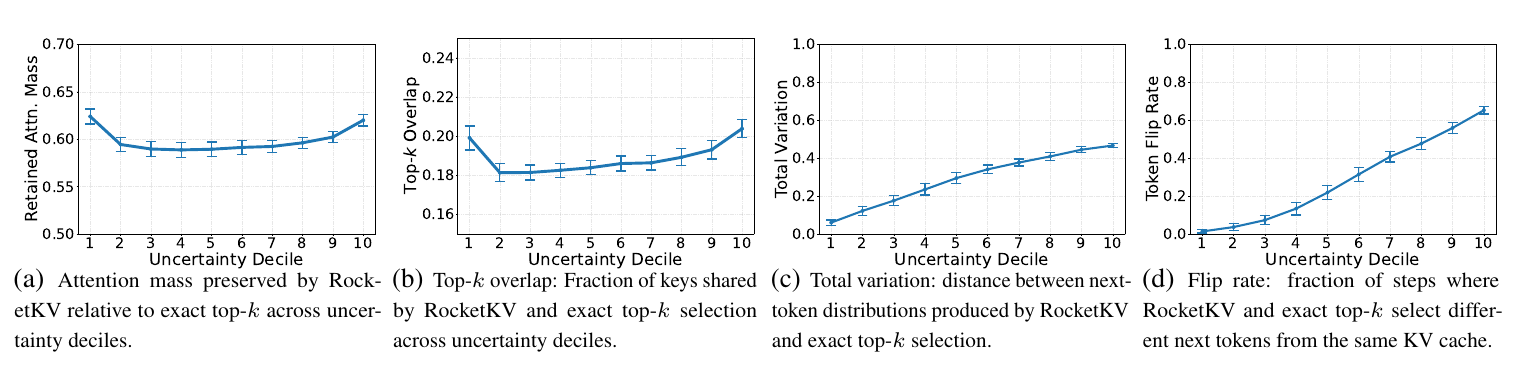 0.70
0.65
0.60
0.55
0.50
Retained Attn. Mass
1 2 3 4 5 6 7 8 9 10
Uncertainty Decile
(a) Attention mass preserved by Rock-
etKV relative to exact top-k across uncer-
tainty deciles.
0.24
0.22
0.20
0.18
0.16
Top-k Overlap
1 2 3 4 5 6 7 8 9 10
Uncertainty Decile
(b) Top-k overlap: Fraction of keys shared
by RocketKV and exact top-k selection
across uncertainty deciles.
1.0
0.8
0.6
0.4
0.2
0.0
Total Variation
1 2 3 4 5 6 7 8 9 10
Uncertainty Decile
(c) Total variation: distance between next-
token distributions produced by RocketKV
and exact top-k selection.
1.0
0.8
0.6
0.4
0.2
0.0
Token Flip Rate
1 2 3 4 5 6 7 8 9 10
Uncertainty Decile
(d) Flip rate: fraction of steps where
RocketKV and exact top-k select differ-
ent next tokens from the same KV cache.